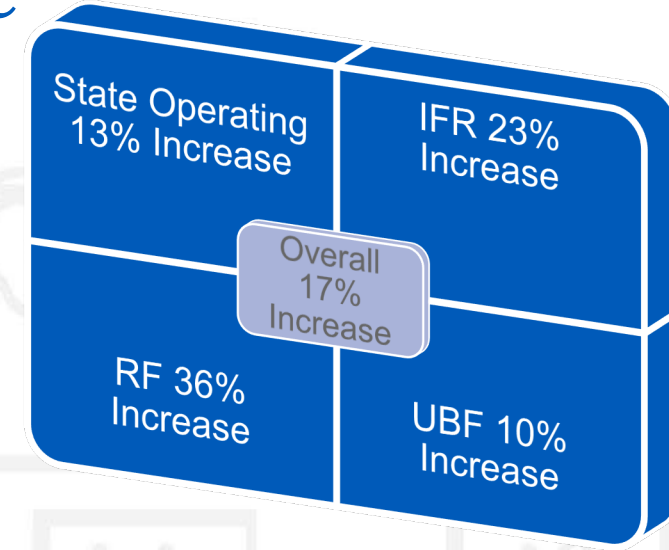 State Operating
13% Increase
IFR 23%
Increase
Overall
17%
Increase
RF 36%
Increase
UBF 10%
Increase